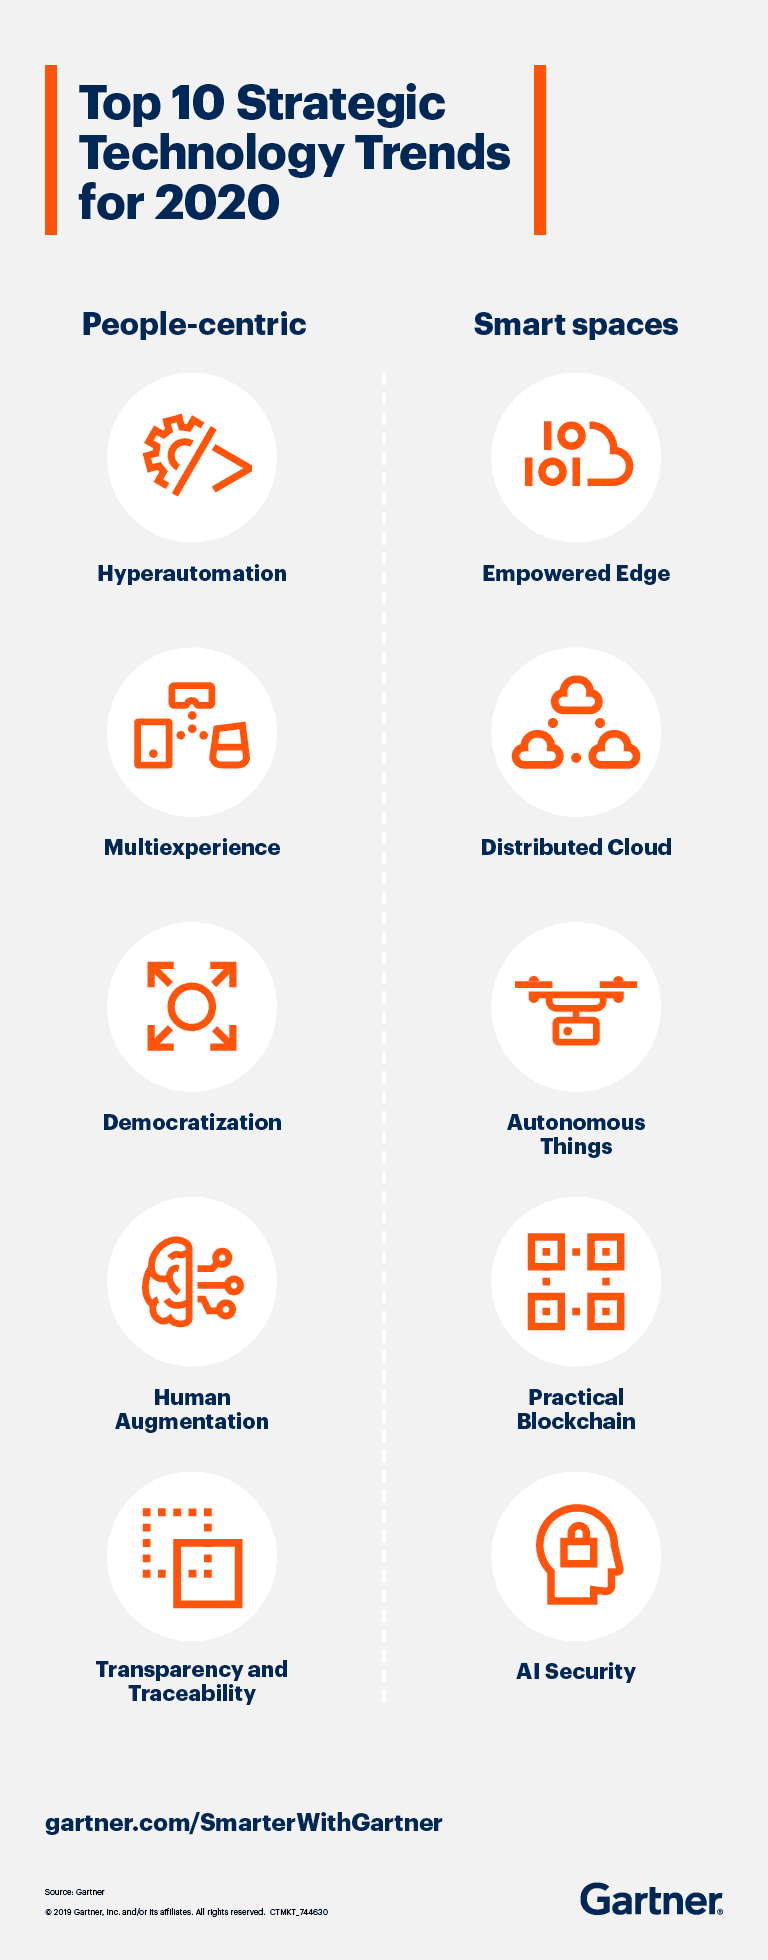 Top 10 Strategic
Technology Trends
for 2020
People-centric
Smart spaces
Hyperautomation
Empowered Edge
Multiexperience
Distributed Cloud
Democratization
Autonomous
Things
Human
Augmentation
Practical
Blockchain
Transparency and
Traceability
AI Security
gartner.com/SmarterWithGartner
Source: Gartner
© 2019 Gartner, Inc. and/or its affiliates. All rights reserved. CTMKT_744630
Gartner®